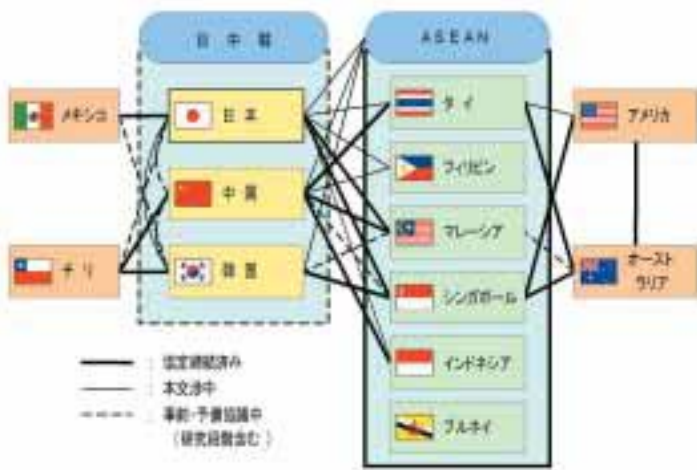 日中韓
ASEAN
メキシコ
日本
タイ
アメリカ
フィリピン
中国
マレーシア
チリ
韓国
シンガポール
オースト
ラリア
インドネシア
ブルネイ
: 協定締結済み
: 本交渉中
: 事前・予備協議中
(研究段階含む)